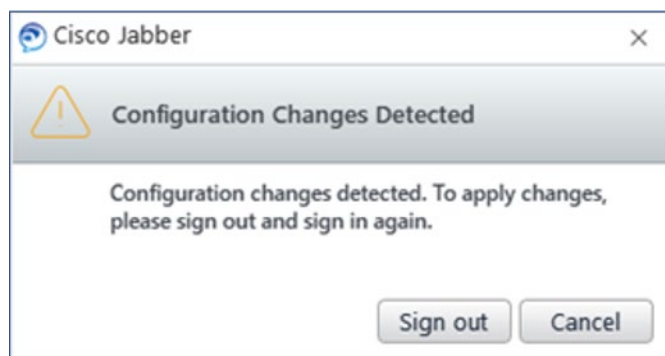 Cisco Jabber
Configuration Changes Detected
Configuration changes detected. To apply changes,
please sign out and sign in again.
Sign out Cancel